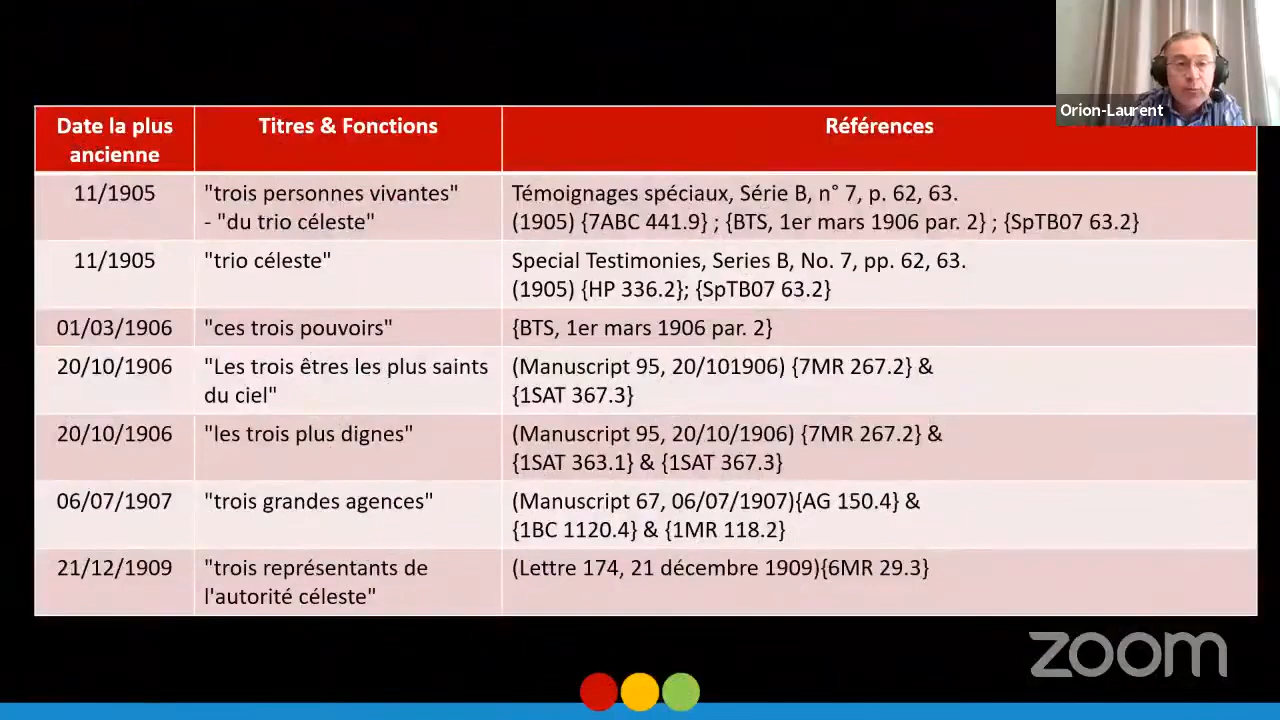 Orion-Laurent
Date la plus
ancienne
Titres & Fonctions
Références
11/1905
"trois personnes vivantes"
- "du trio céleste"
Témoignages spéciaux, Série B, n° 7, p. 62, 63.
(1905) {7ABC 441.9} ; {BTS, 1er mars 1906 par. 2} ; {SpTB07 63.2}
11/1905
"trio céleste"
Special Testimonies, Series B, No. 7, pp. 62, 63.
(1905) {HP 336.2}; {SpTB07 63.2}
01/03/1906
"ces trois pouvoirs"
{BTS, 1er mars 1906 par. 2}
20/10/1906
"Les trois êtres les plus saints
du ciel"
(Manuscript 95, 20/101906) {7MR 267.2} &
{1SAT 367.3}
20/10/1906
"les trois plus dignes"
(Manuscript 95, 20/10/1906) {7MR 267.2} &
{1SAT 363.1} & {1SAT 367.3}
06/07/1907
"trois grandes agences"
(Manuscript 67, 06/07/1907){AG 150.4} &
{1BC 1120.4} & {1MR 118.2}
21/12/1909
"trois représentants de
l'autorité céleste"
(Lettre 174, 21 décembre 1909){6MR 29.3}
zoom